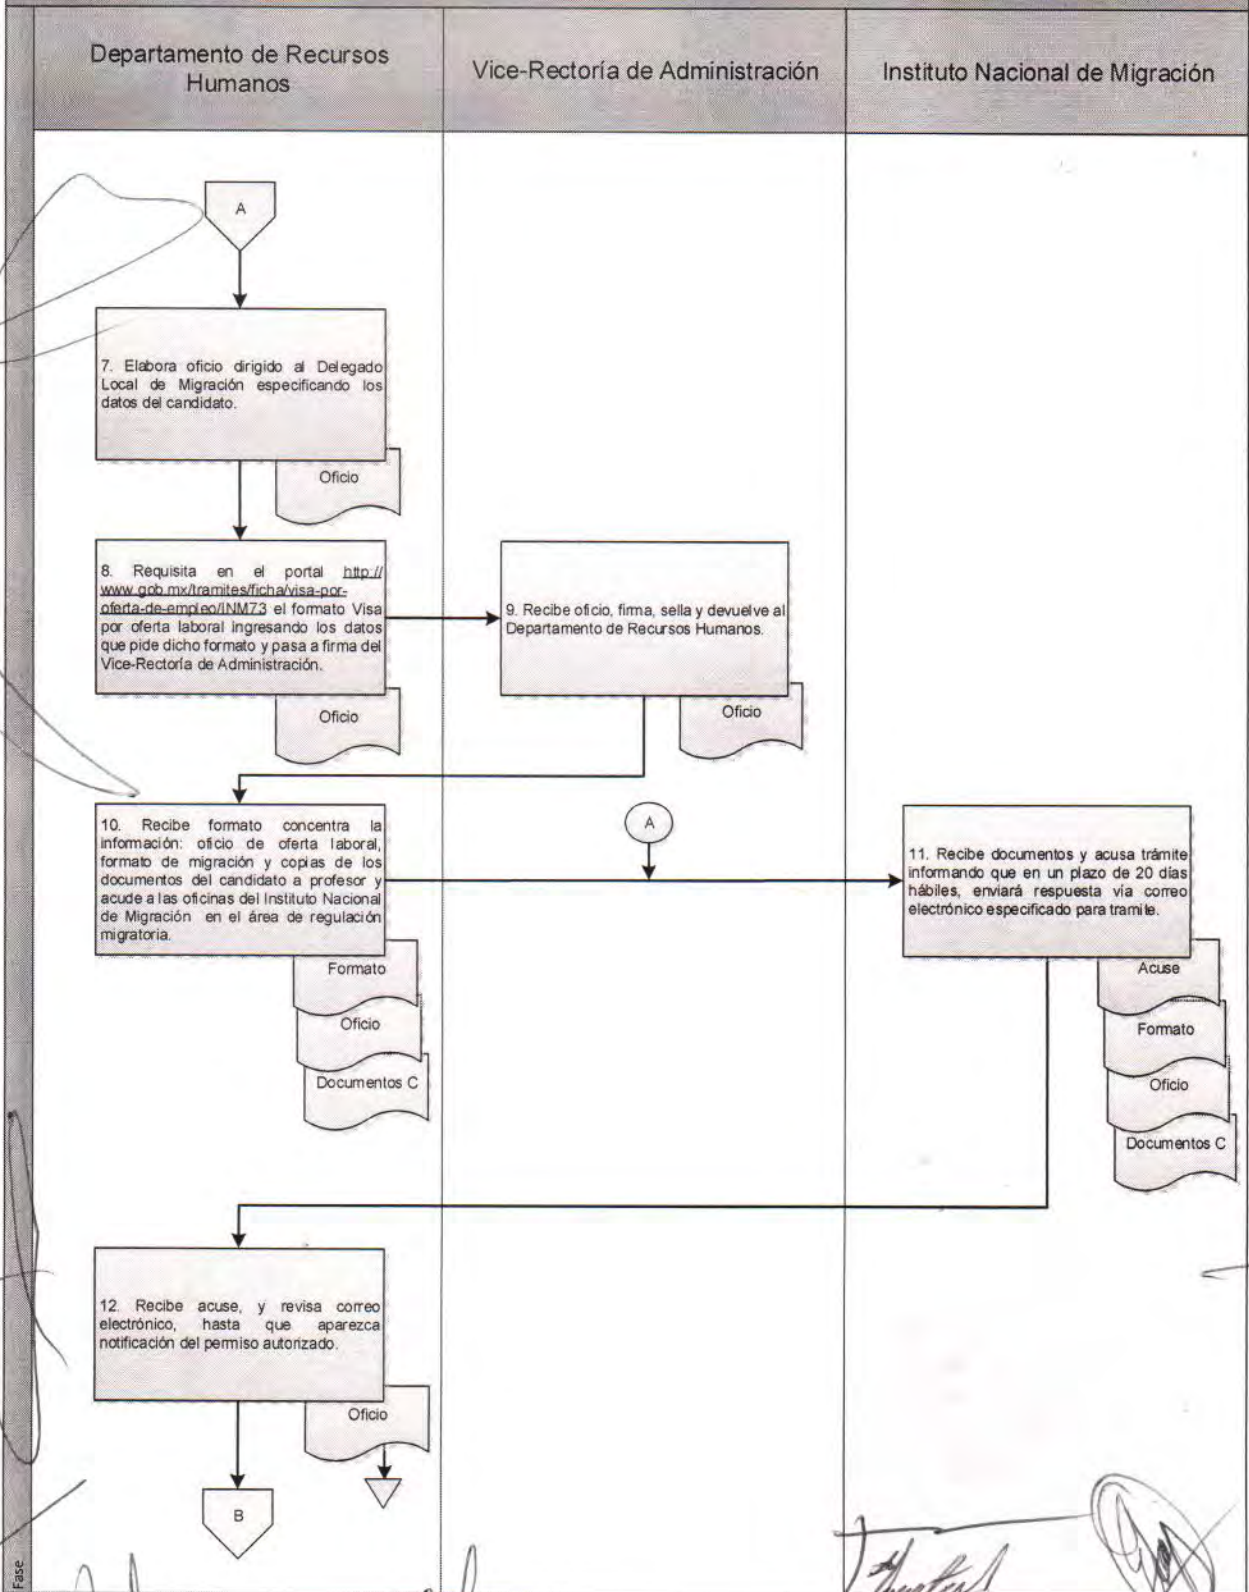 Departamento de Recursos
Humanos
Vice-Rectoría de Administración
Instituto Nacional de Migración
A
7. Elabora oficio dirigido al Delegado
Local de Migración especificando los
datos del candidato.
Oficio
8. Requisita en el portal http://
www.gob.mx/tramites/ficha/visa-por-
oferta-de-empleo/INM73 el formato Visa
por oferta laboral ingresando los datos
que pide dicho formato y pasa a firma del
Vice-Rectoría de Administración.
Oficio
9. Recibe oficio, firma, sella y devuelve al
Departamento de Recursos Humanos.
Oficio
10. Recibe formato concentra la
información: oficio de oferta laboral,
formato de migración y copias de los
documentos del candidato a profesor y
acude a las oficinas del Instituto Nacional
de Migración en el área de regulación
migratoria.
Formato
Oficio
Documentos C
A
11. Recibe documentos y acusa trámite
informando que en un plazo de 20 días
hábiles, enviará respuesta vía correo
electrónico especificado para tramite.
Acuse
Formato
Oficio
Documentos C
12. Recibe acuse, y revisa correo
electrónico, hasta que aparezca
notificación del permiso autorizado.
Oficio
B
Fase